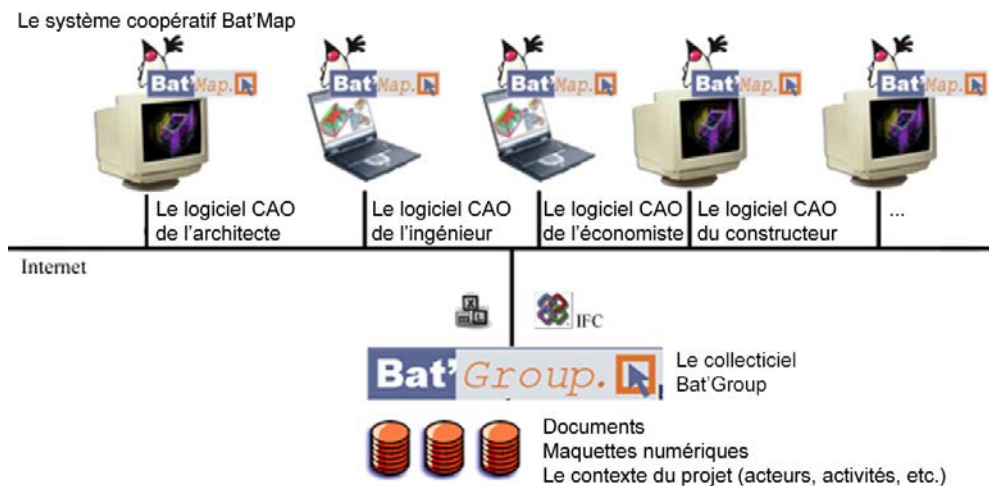 Le système coopératif Bat'Map
Bat'Map.
Bat'Map.
Bat'Map.
Bat'Map.
Bat'Map.
Le logiciel CAO
de l'architecte
Le logiciel CAO
de l'ingénieur
Le logiciel CAO
de l'économiste
Le logiciel CAO
du constructeur
...
Internet
X
m L
IFC
Bat'Group.
Le collecticiel
Bat'Group
Documents
Maquettes numériques
Le contexte du projet (acteurs, activités, etc.)